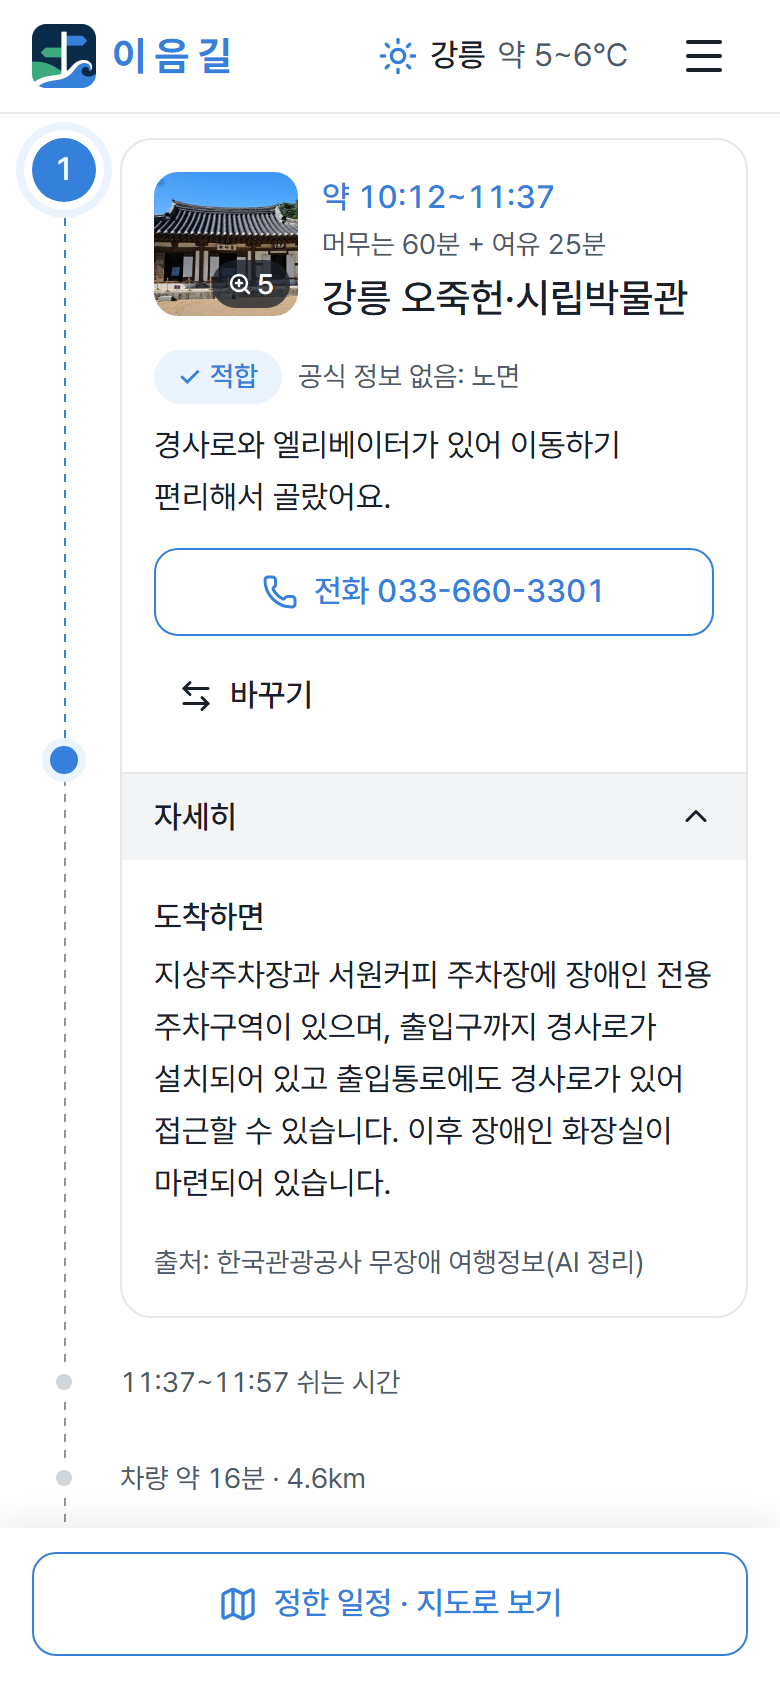 이음길
강릉 약 5~6°C
1
약 10:12~11:37
머무는 60분 + 여유 25분
강릉 오죽헌·시립박물관
5
적합
공식 정보 없음: 노면
경사로와 엘리베이터가 있어 이동하기
편리해서 골랐어요.
전화 033-660-3301
바꾸기
자세히
도착하면
지상주차장과 서원커피 주차장에 장애인 전용
주차구역이 있으며, 출입구까지 경사로가
설치되어 있고 출입통로에도 경사로가 있어
접근할 수 있습니다. 이후 장애인 화장실이
마련되어 있습니다.
출처: 한국관광공사 무장애 여행정보(AI 정리)
11:37~11:57 쉬는 시간
차량 약 16분 · 4.6km
정한 일정 · 지도로 보기